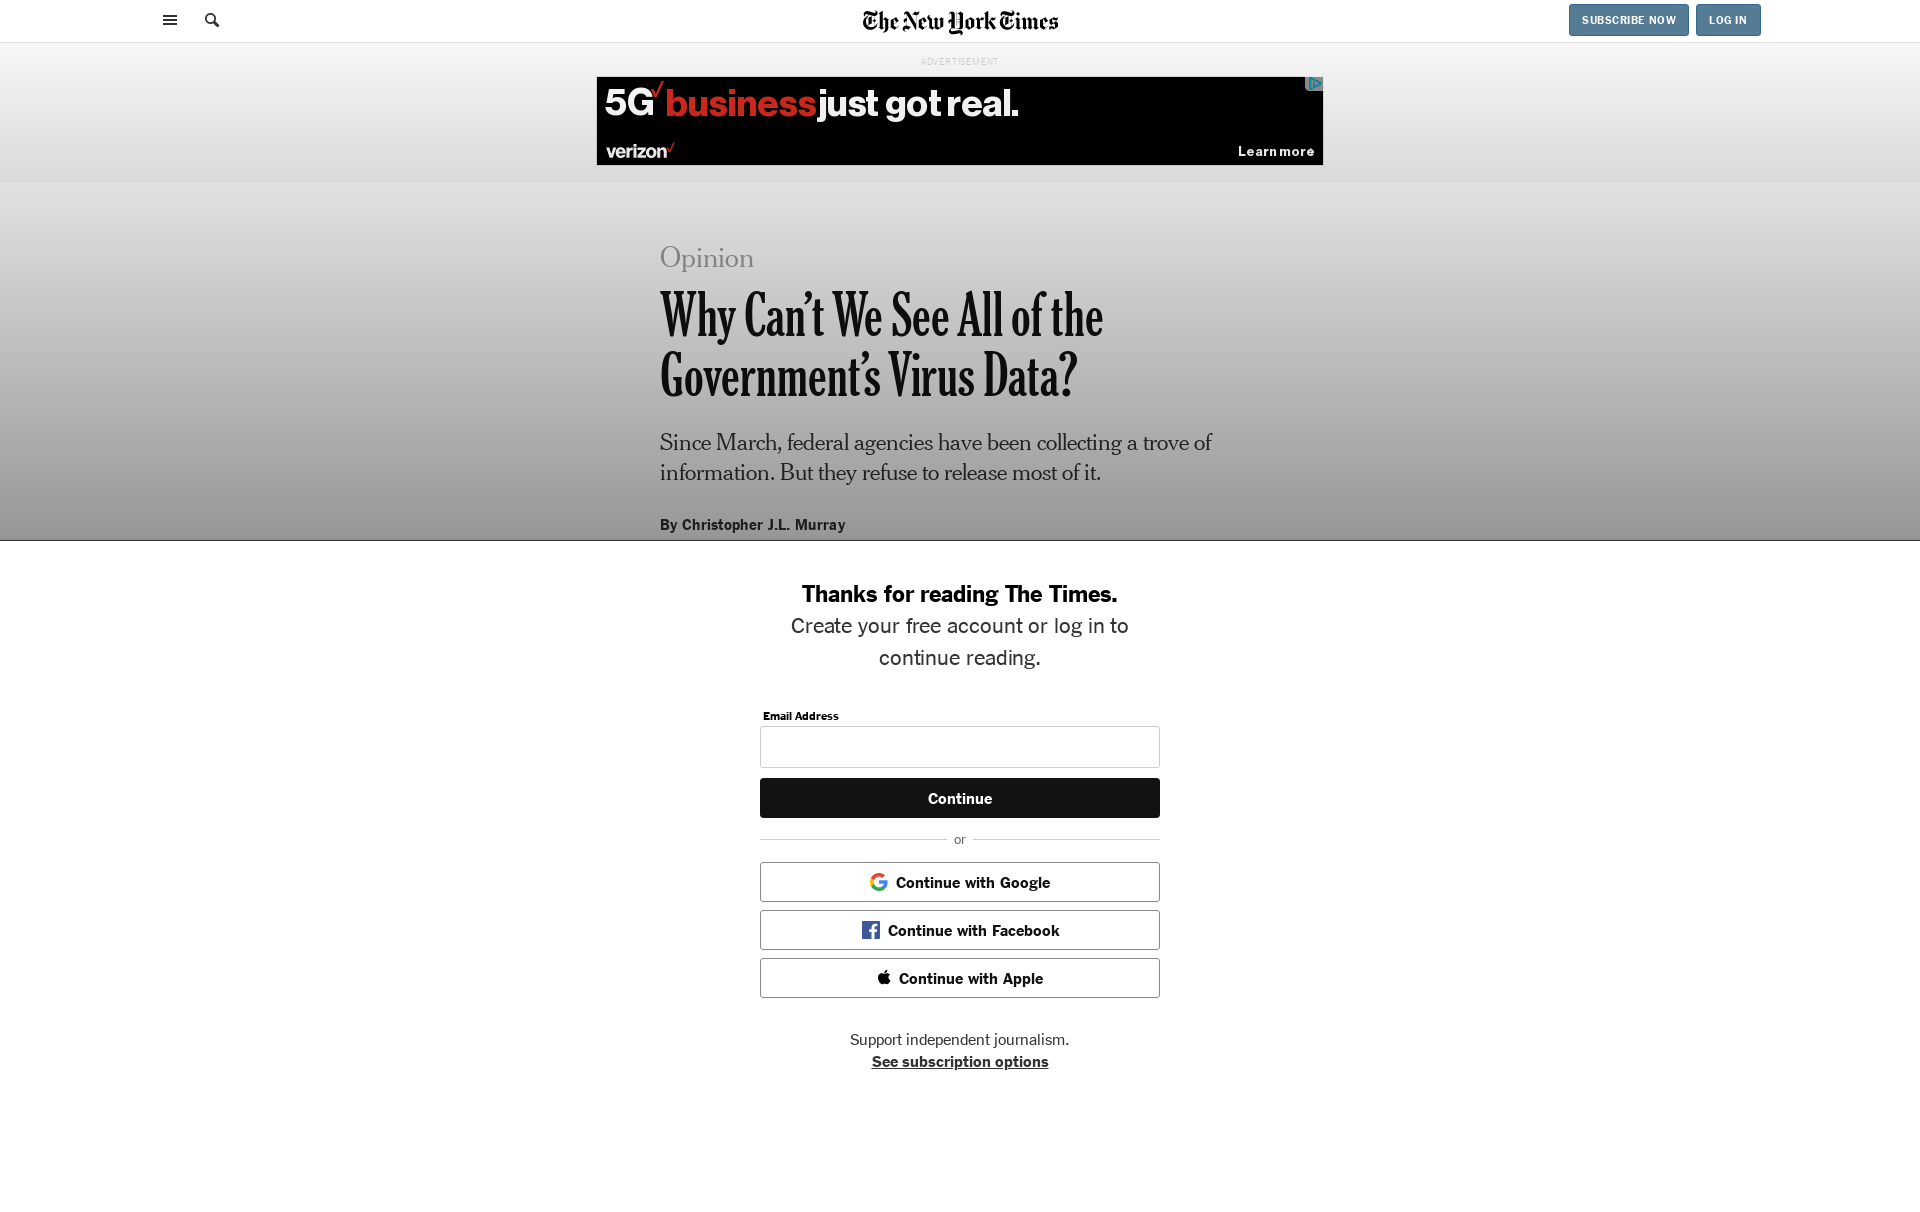 The New York Times
SUBSCRIBE NOW
LOG IN
ADVERTISEMENT
5G business just got real.
verizon
Learn more
Opinion
Why Can’t We See All of the
Government’s Virus Data?
Since March, federal agencies have been collecting a trove of
information. But they refuse to release most of it.
By Christopher J.L. Murray
Thanks for reading The Times.
Create your free account or log in to
continue reading.
Email Address
Continue
or
Continue with Google
Continue with Facebook
Continue with Apple
Support independent journalism.
See subscription options